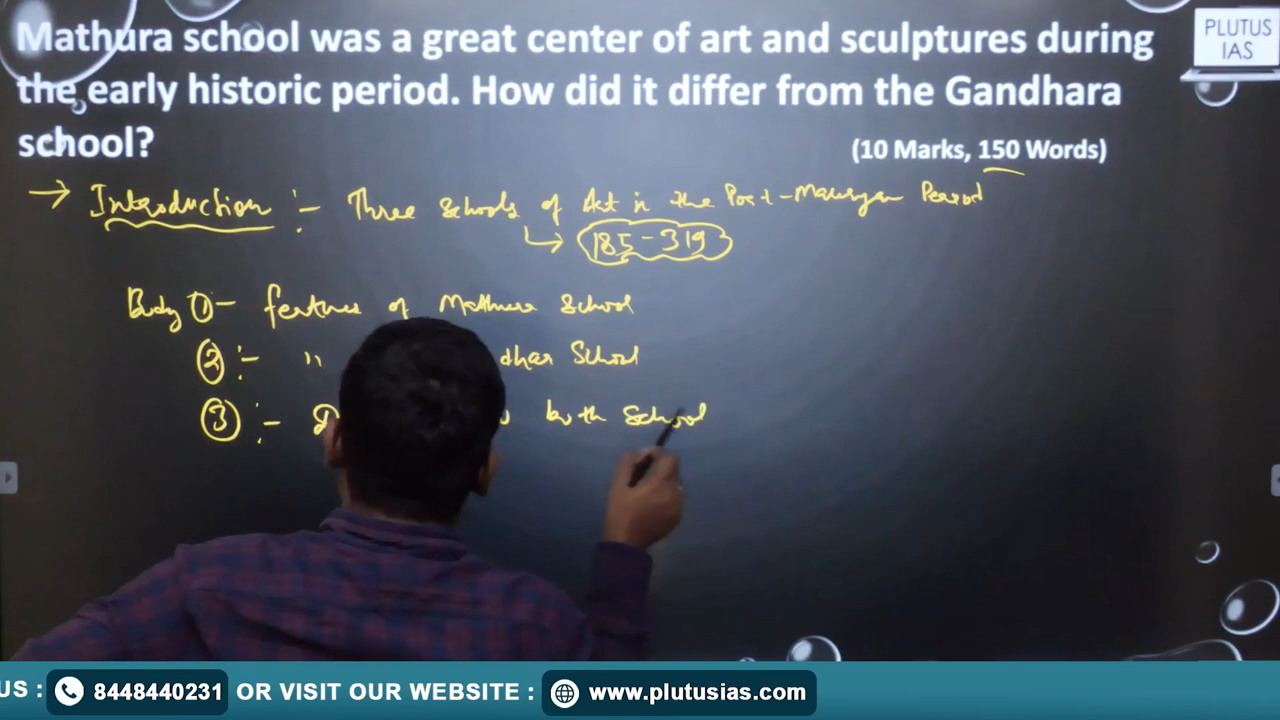 Mathura school was a great center of art and sculptures during
the early historic period. How did it differ from the Gandhara
school?
(10 Marks, 150 Words)
PLUTUS
IAS
→ Introduction :- Three Schools of Art in the Post-Mauryan Period
185-319
Body ① - features of Mathura School
② :- " dhar School
③ :- both School
US : 8448440231 OR VISIT OUR WEBSITE : www.plutusias.com